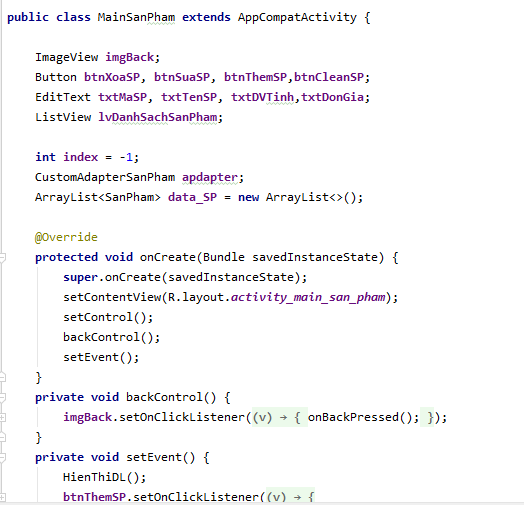 public class MainSanPham extends AppCompatActivity {
ImageView imgBack;
Button btnXoaSP, btnSuaSP, btnThemSP,btnCleanSP;
EditText txtMaSP, txtTenSP, txtDVTinh,txtDonGia;
ListView lvDanhSachSanPham;
int index = -1;
CustomAdapterSanPham apdapter;
ArrayList<SanPham> data_SP = new ArrayList<>();
@Override
protected void onCreate(Bundle savedInstanceState) {
super.onCreate(savedInstanceState);
setContentView(R.layout.activity_main_san_pham);
setControl();
backControl();
setEvent();
}
private void backControl() {
imgBack.setOnClickListener((v) → { onBackPressed(); });
}
private void setEvent() {
HienThiDL();
btnThemSP.setOnClickListener((v) → {